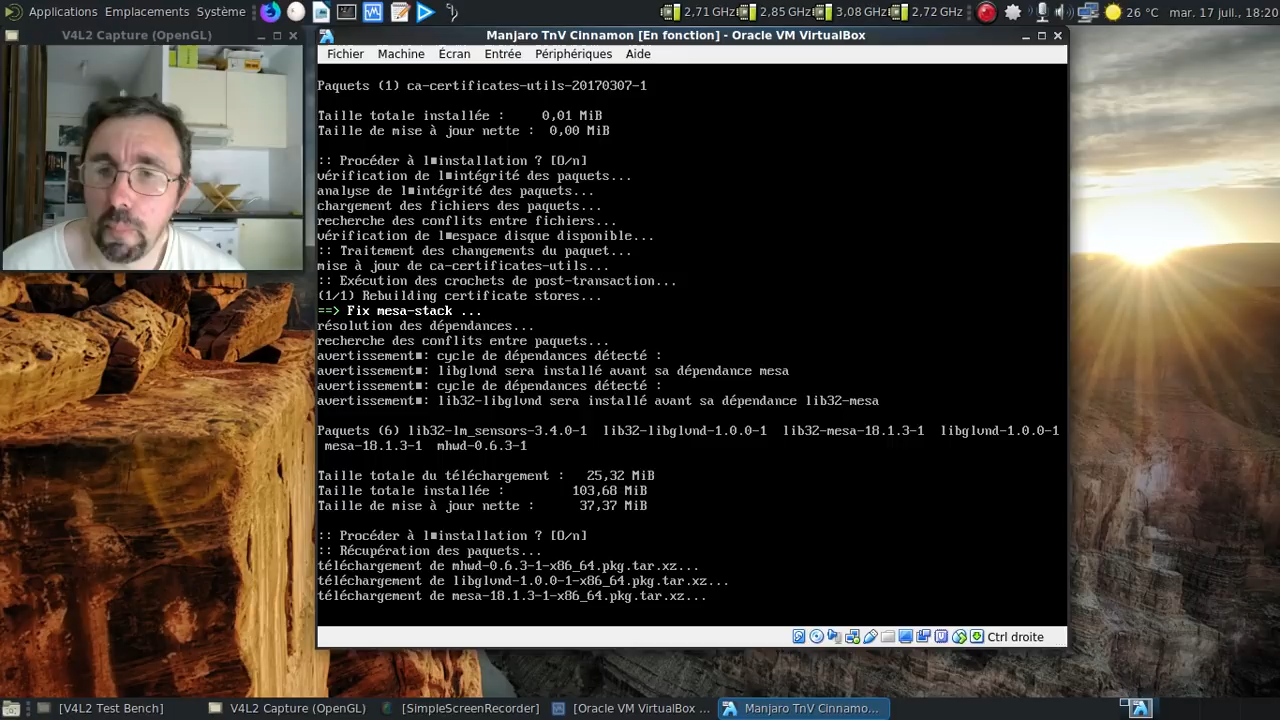 Applications Emplacements Système
2,71 GHz 2,85 GHz 3,08 GHz 2,72 GHz 26 °C mar. 17 juil., 18:20
V4L2 Capture (OpenGL)
Manjaro TnV Cinnamon [En fonction] - Oracle VM VirtualBox
Fichier Machine Écran Entrée Périphériques Aide
Paquets (1) ca-certificates-utils-20170307-1
Taille totale installée : 0,01 MiB
Taille de mise à jour nette : 0,00 MiB
:: Procéder à l■installation ? [O/n]
vérification de l■intégrité des paquets...
analyse de l■intégrité des paquets...
chargement des fichiers des paquets...
recherche des conflits entre fichiers...
vérification de l■espace disque disponible...
:: Traitement des changements du paquet...
mise à jour de ca-certificates-utils...
:: Exécution des crochets de post-transaction...
(1/1) Rebuilding certificate stores...
==> Fix mesa-stack ...
résolution des dépendances...
recherche des conflits entre paquets...
avertissement■: cycle de dépendances détecté :
avertissement■: libglvnd sera installé avant sa dépendance mesa
avertissement■: cycle de dépendances détecté :
avertissement■: lib32-libglvnd sera installé avant sa dépendance lib32-mesa
Paquets (6) lib32-lm_sensors-3.4.0-1 lib32-libglvnd-1.0.0-1 lib32-mesa-18.1.3-1 libglvnd-1.0.0-1
mesa-18.1.3-1 mhwd-0.6.3-1
Taille totale du téléchargement : 25,32 MiB
Taille totale installée : 103,68 MiB
Taille de mise à jour nette : 37,37 MiB
:: Procéder à l■installation ? [O/n]
:: Récupération des paquets...
téléchargement de mhwd-0.6.3-1-x86_64.pkg.tar.xz...
téléchargement de libglvnd-1.0.0-1-x86_64.pkg.tar.xz...
téléchargement de mesa-18.1.3-1-x86_64.pkg.tar.xz...
Ctrl droite
[V4L2 Test Bench] V4L2 Capture (OpenGL) [SimpleScreenRecorder] [Oracle VM VirtualBox ... Manjaro TnV Cinnamo...